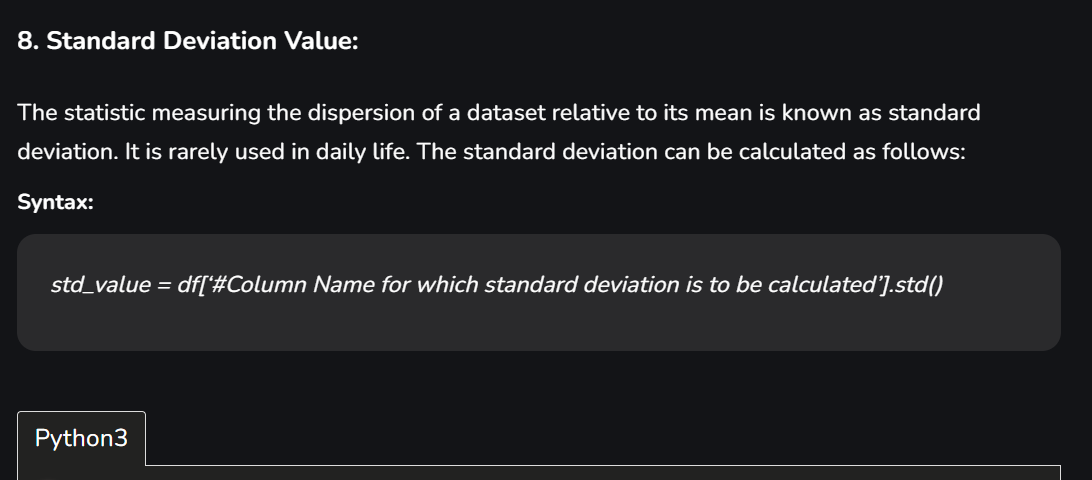 8. Standard Deviation Value:
The statistic measuring the dispersion of a dataset relative to its mean is known as standard
deviation. It is rarely used in daily life. The standard deviation can be calculated as follows:
Syntax:
std_value = df[‘#Column Name for which standard deviation is to be calculated’].std()
Python3